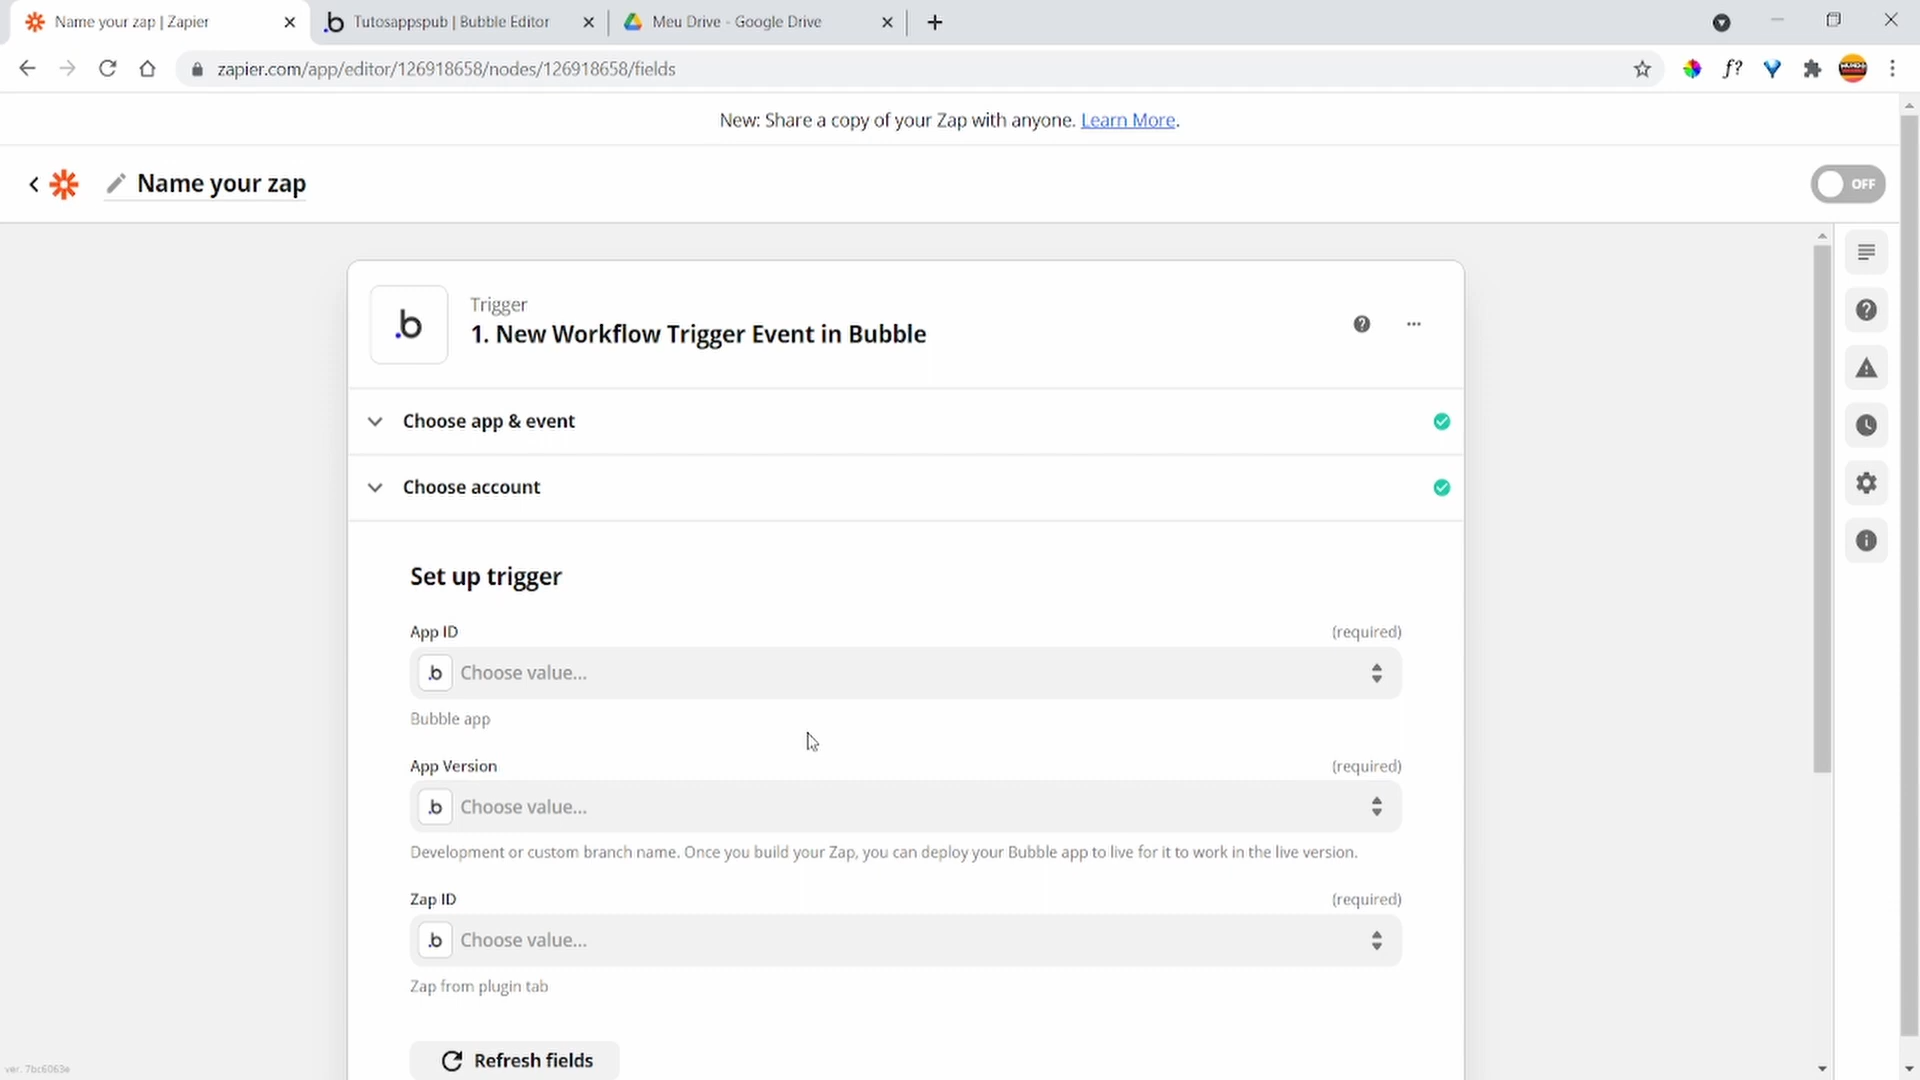 Name your zap | Zapier
Tutosappspub | Bubble Editor
Meu Drive - Google Drive
zapier.com/app/editor/126918658/nodes/126918658/fields
f?
New: Share a copy of your Zap with anyone. Learn More.
Name your zap
OFF
.b
Trigger
1. New Workflow Trigger Event in Bubble
Choose app & event
Choose account
Set up trigger
App ID
(required)
.b
Choose value...
Bubble app
App Version
(required)
.b
Choose value...
Development or custom branch name. Once you build your Zap, you can deploy your Bubble app to live for it to work in the live version.
Zap ID
(required)
.b
Choose value...
Zap from plugin tab
Refresh fields
ver. 7bc6063e